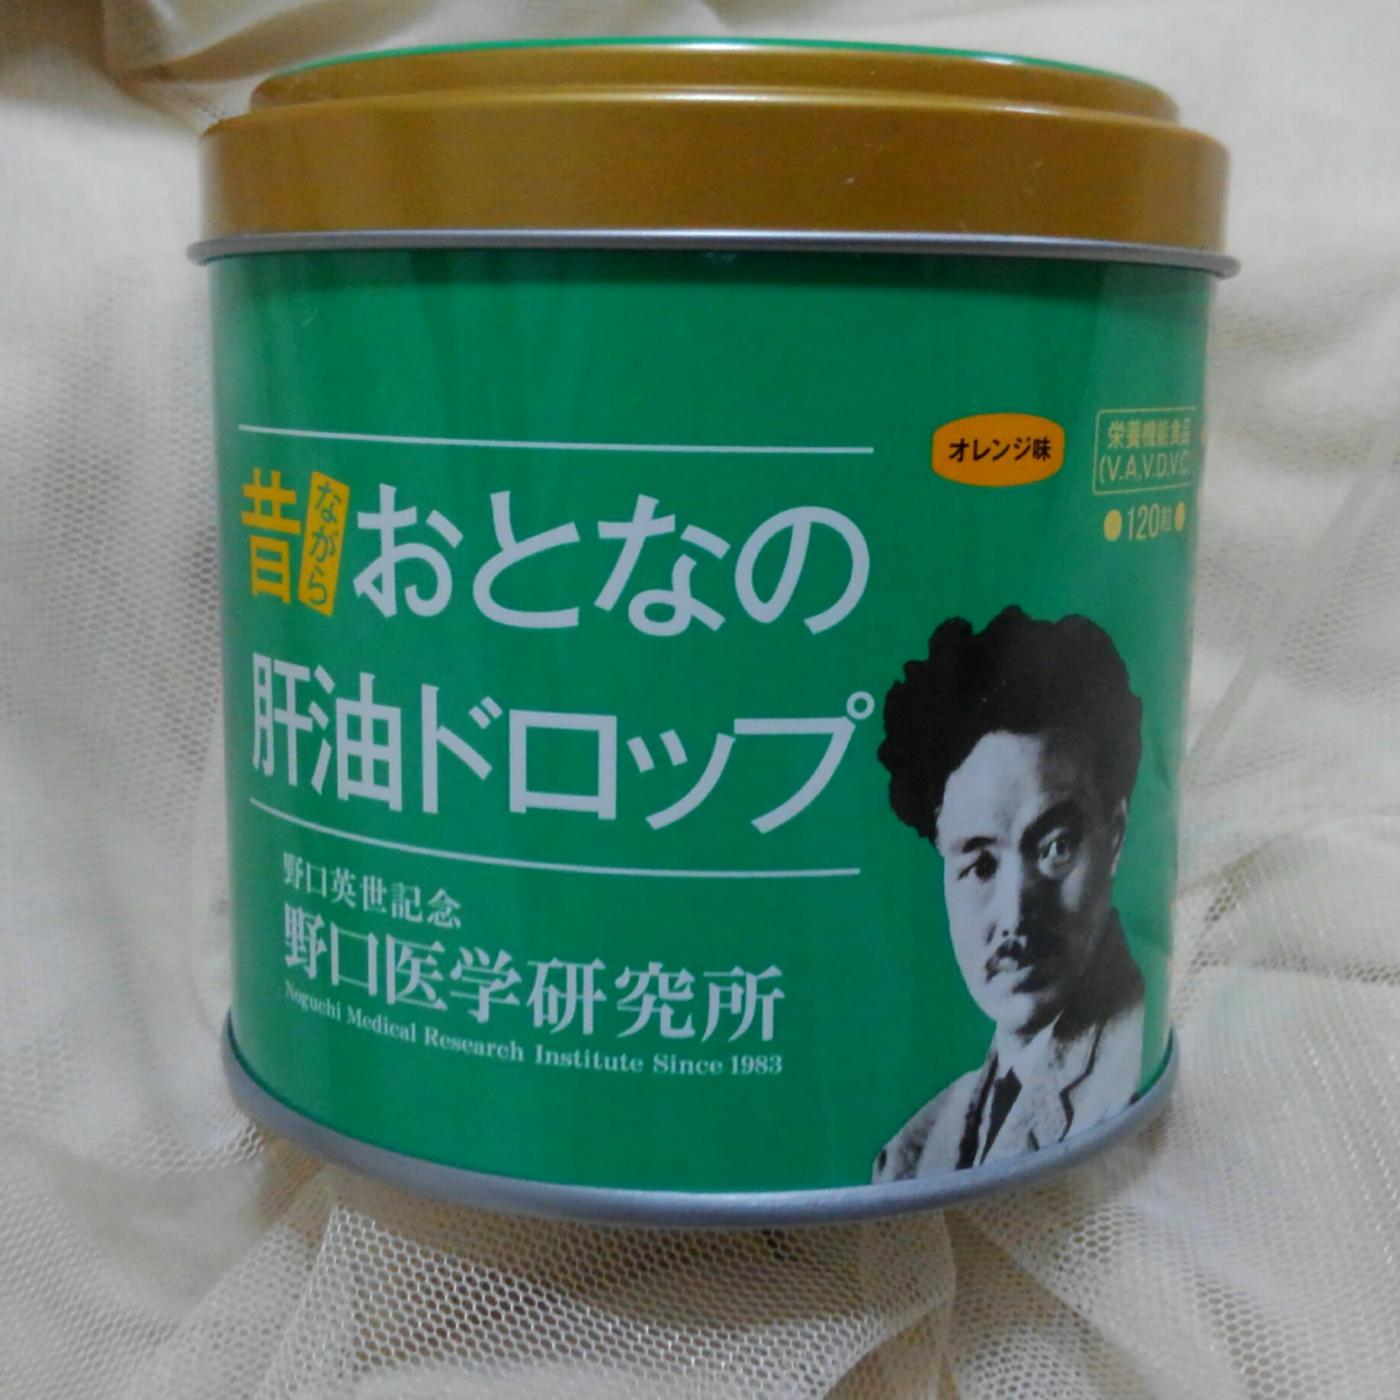 オレンジ味
栄養機能食品
(V.A,V.D,V.C
●120粒●
昔ながらおとなの
肝油ドロップ
野口英世記念
野口医学研究所
Noguchi Medical Research Institute Since 1983